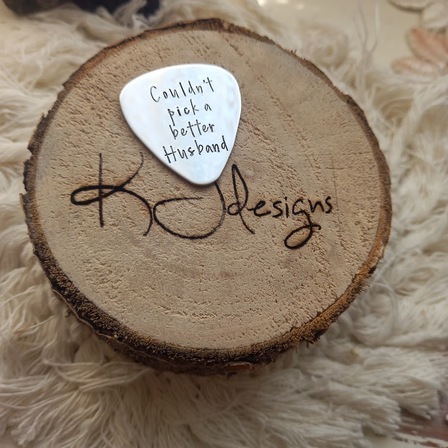 Couldn't
pick a
better
Husband
KJdesigns